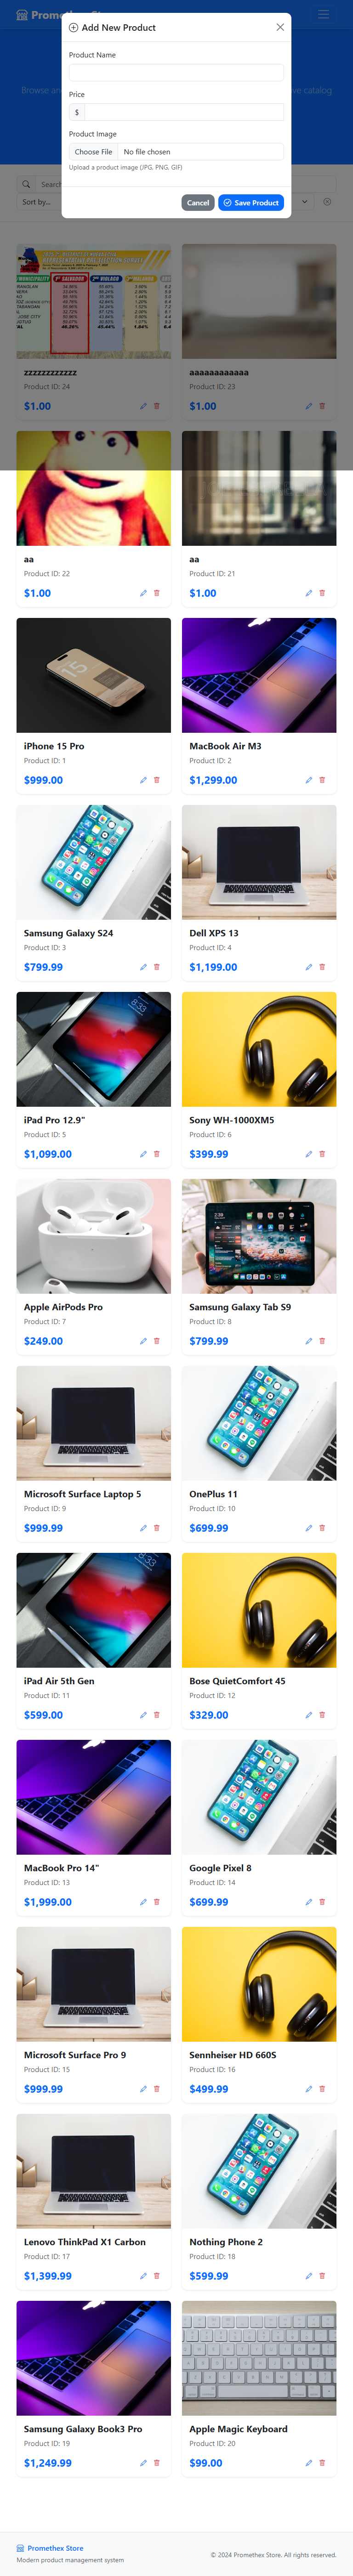 Add New Product
Product Name
Price
$
Product Image
Choose File No file chosen
Upload a product image (JPG, PNG, GIF)
Cancel Save Product
Sort by...
zzzzzzzzzzzz
Product ID: 24
$1.00
aaaaaaaaaaaa
Product ID: 23
$1.00
aa
Product ID: 22
$1.00
aa
Product ID: 21
$1.00
iPhone 15 Pro
Product ID: 1
$999.00
MacBook Air M3
Product ID: 2
$1,299.00
Samsung Galaxy S24
Product ID: 3
$799.99
Dell XPS 13
Product ID: 4
$1,199.00
iPad Pro 12.9"
Product ID: 5
$1,099.00
Sony WH-1000XM5
Product ID: 6
$399.99
Apple AirPods Pro
Product ID: 7
$249.00
Samsung Galaxy Tab S9
Product ID: 8
$799.99
Microsoft Surface Laptop 5
Product ID: 9
$999.99
OnePlus 11
Product ID: 10
$699.99
iPad Air 5th Gen
Product ID: 11
$599.00
Bose QuietComfort 45
Product ID: 12
$329.00
MacBook Pro 14"
Product ID: 13
$1,999.00
Google Pixel 8
Product ID: 14
$699.99
Microsoft Surface Pro 9
Product ID: 15
$999.99
Sennheiser HD 660S
Product ID: 16
$499.99
Lenovo ThinkPad X1 Carbon
Product ID: 17
$1,399.99
Nothing Phone 2
Product ID: 18
$599.99
Samsung Galaxy Book3 Pro
Product ID: 19
$1,249.99
Apple Magic Keyboard
Product ID: 20
$99.00
Promethex Store
Modern product management system
© 2024 Promethex Store. All rights reserved.